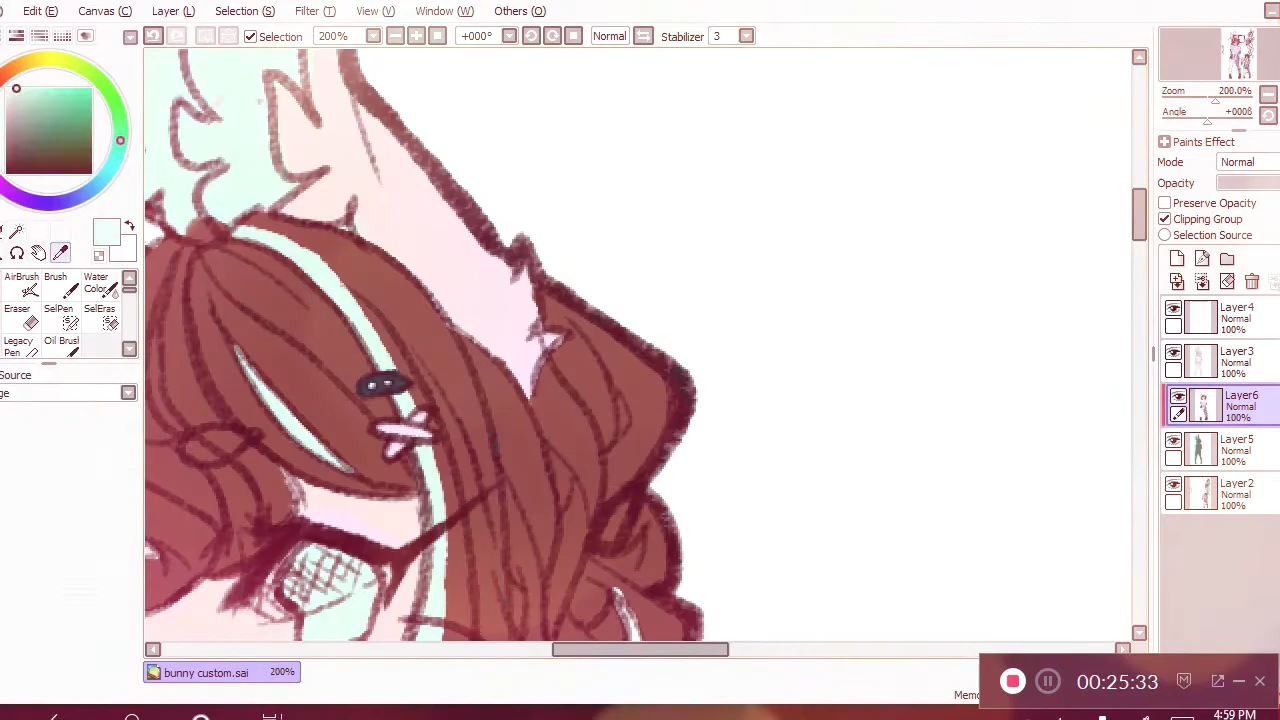 Edit (E) Canvas (C) Layer (L) Selection (S) Filter (T) View (V) Window (W) Others (O)
Selection 200% +000° Normal Stabilizer 3
Zoom 200.0%
Angle +000ß
Paints Effect
Mode Normal
Opacity
Preserve Opacity
Clipping Group
Selection Source
AirBrush Brush Water Color
Eraser SelPen SelEras
Legacy Pen Oil Brus
Source
Layer4
Normal
100%
Layer3
Normal
100%
Layer6
Normal
100%
Layer5
Normal
100%
Layer2
Normal
100%
bunny custom.sai 200%
00:25:33
Memo
4:59 PM